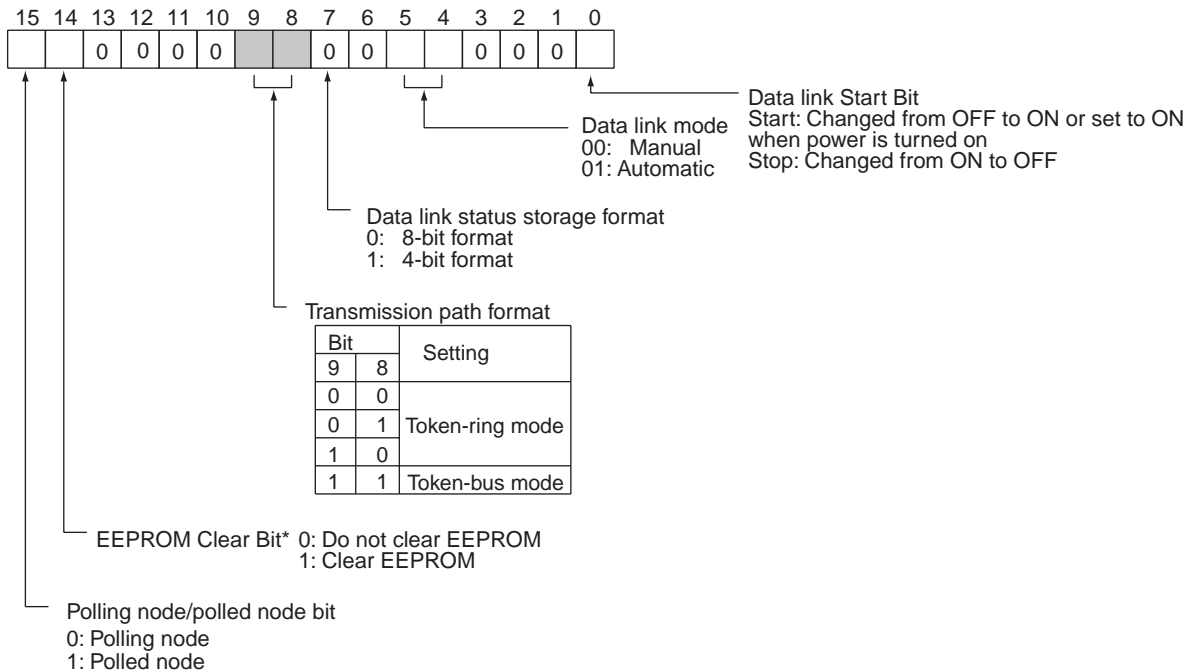 15 14 13 12 11 10 9 8 7 6 5 4 3 2 1 0
0 0 0 0 0 0 0 0 0
Data link Start Bit
Start: Changed from OFF to ON or set to ON
when power is turned on
Stop: Changed from ON to OFF
Data link mode
00: Manual
01: Automatic
Data link status storage format
0: 8-bit format
1: 4-bit format
Transmission path format
Bit Setting
9 8
0 0
0 1 Token-ring mode
1 0
1 1 Token-bus mode
EEPROM Clear Bit* 0: Do not clear EEPROM
1: Clear EEPROM
Polling node/polled node bit
0: Polling node
1: Polled node